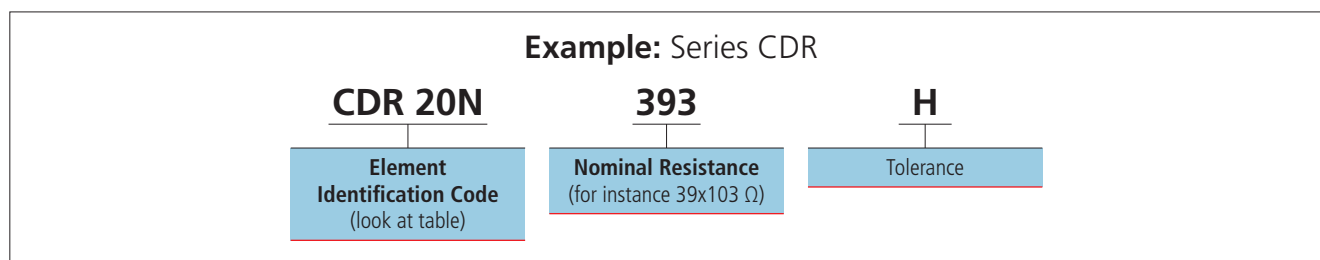 Example: Series CDR
CDR 20N 393 H
Element
Identification Code
(look at table)
Nominal Resistance
(for instance 39x103 Ω)
Tolerance